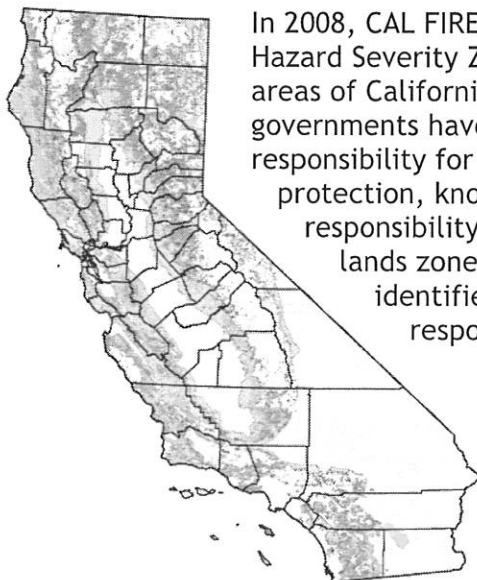 In 2008, CAL FIRE
Hazard Severity Z
areas of Californi
governments have
responsibility for
protection, kno
responsibility
lands zone
identifie
respo